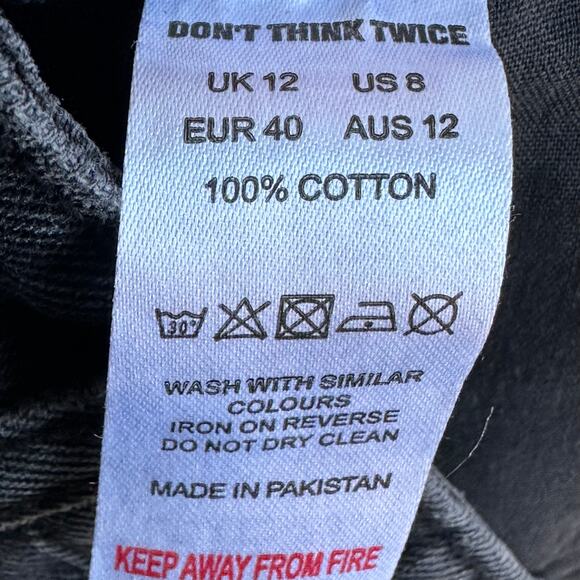 DON'T THINK TWICE
UK 12 US 8
EUR 40 AUS 12
100% COTTON
30°
WASH WITH SIMILAR
COLOURS
IRON ON REVERSE
DO NOT DRY CLEAN
MADE IN PAKISTAN
KEEP AWAY FROM FIRE